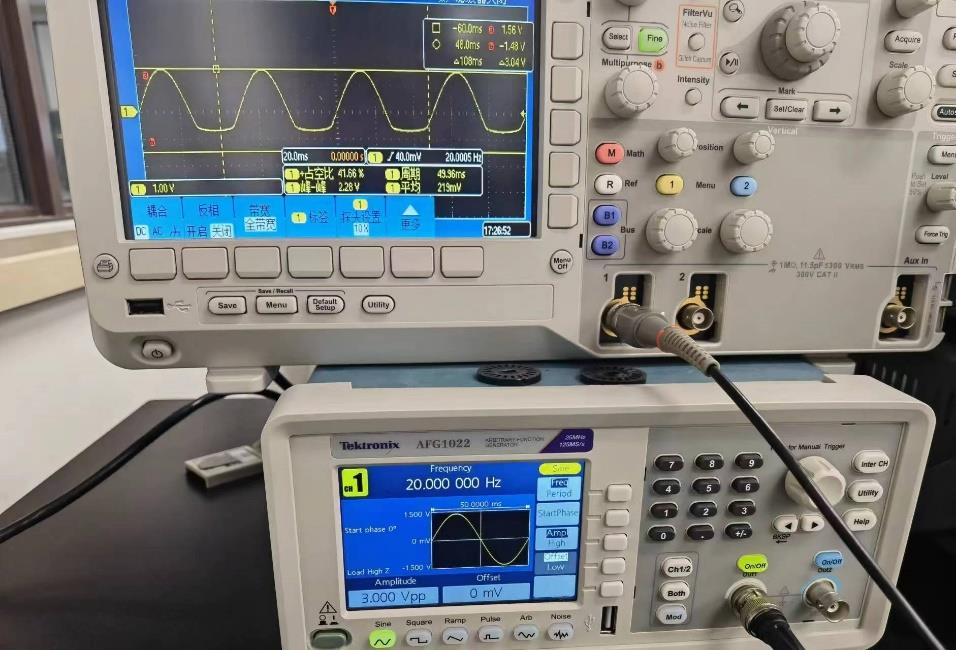 -60.0ms 1.56 V
48.0ms -1.48 V
△108ms △3.04 V
20.0ms 0.00000 s 1 40.0mV 20.0005 Hz
1 +占空比 41.66 % 1 周期 49.96ms
1 峰-峰 2.28 V 1 平均 219mV
1 1.00 V
耦合 反相 带宽 1 标签 探头设置 更多
DC AC 开启 关闭 全带宽 10X
17:26:52
FilterVu
Noise Filter
Glitch Capture
Select Fine
Multipurpose b
Intensity
Acquire
Scale
Mark
← Set/Clear →
Autos
Vertical
M Math Position
R Ref 1 Menu 2
B1
B2 Bus
Scale
Trigger
Menu
Level
Push
Force Trig
Menu Off
1 2
1MΩ, 11.5pF 300 VRMS
300V CAT II
Aux In
Save / Recall
Save Menu Default Setup Utility
Tektronix AFG1022 ARBITRARY FUNCTION GENERATOR 25MHz 125MS/s
CH 1
Frequency
20.000 000 Hz
Sine
Freq
Period
StartPhase
Ampl
High
Offset
Low
50.0000 ms
1.500 V
Start phase 0°
0 mV
Load High Z -1.500 V
Amplitude Offset
3.000 Vpp 0 mV
Sine Square Ramp Pulse Arb Noise
7 8 9
4 5 6
1 2 3
0 . +/-
for Manual Trigger
Inter CH
Utility
Help
BKSP
Ch1/2
Both
Mod
On/Off
Out1
On/Off
Out2